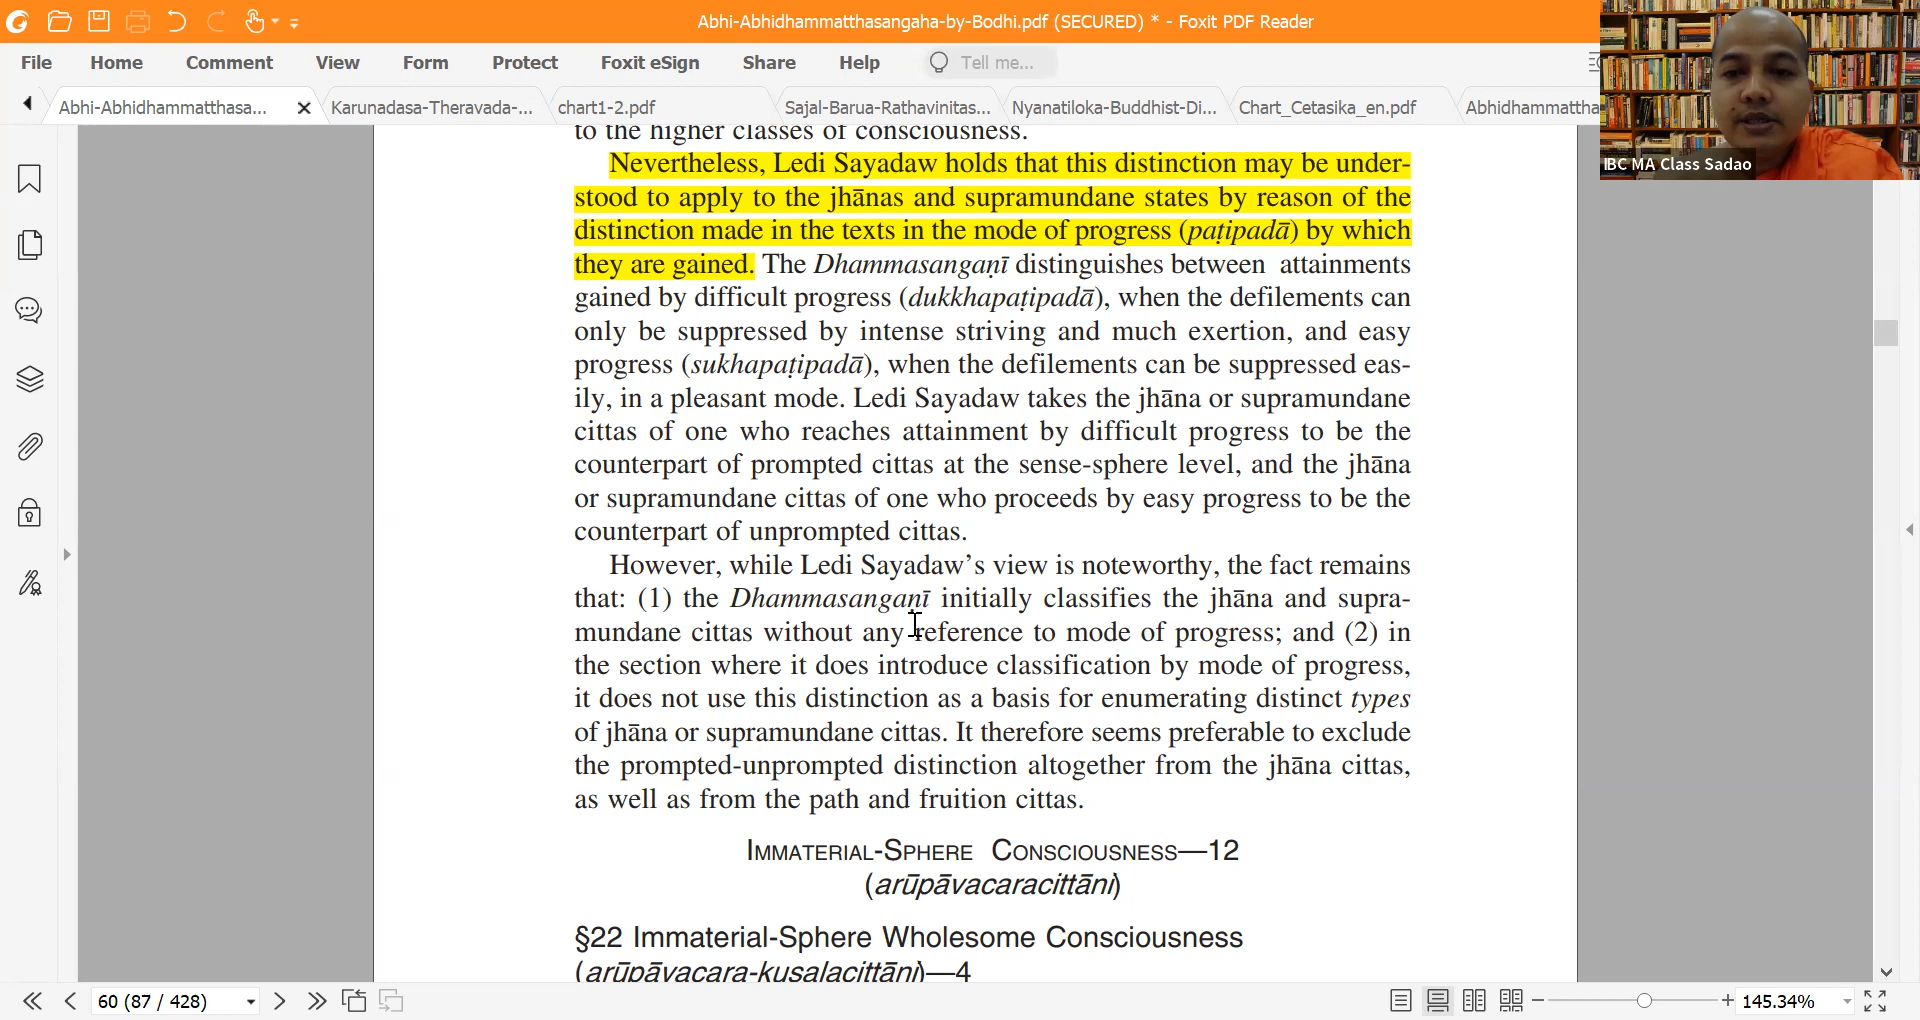 Abhi-Abhidhammatthasangaha-by-Bodhi.pdf (SECURED) * - Foxit PDF Reader
File Home Comment View Form Protect Foxit eSign Share Help Tell me...
Abhi-Abhidhammatthasa... Karunadasa-Theravada-... chart1-2.pdf Sajal-Barua-Rathavinitas... Nyanatiloka-Buddhist-Di... Chart_Cetasika_en.pdf Abhidhammattha
IBC MA Class Sadao
to the higher classes of consciousness.
Nevertheless, Ledi Sayadaw holds that this distinction may be under-
stood to apply to the jhānas and supramundane states by reason of the
distinction made in the texts in the mode of progress (paṭipadā) by which
they are gained. The Dhammasangaṇī distinguishes between attainments
gained by difficult progress (dukkhapaṭipadā), when the defilements can
only be suppressed by intense striving and much exertion, and easy
progress (sukhapaṭipadā), when the defilements can be suppressed eas-
ily, in a pleasant mode. Ledi Sayadaw takes the jhāna or supramundane
cittas of one who reaches attainment by difficult progress to be the
counterpart of prompted cittas at the sense-sphere level, and the jhāna
or supramundane cittas of one who proceeds by easy progress to be the
counterpart of unprompted cittas.
However, while Ledi Sayadaw's view is noteworthy, the fact remains
that: (1) the Dhammasangaṇī initially classifies the jhāna and supra-
mundane cittas without any reference to mode of progress; and (2) in
the section where it does introduce classification by mode of progress,
it does not use this distinction as a basis for enumerating distinct types
of jhāna or supramundane cittas. It therefore seems preferable to exclude
the prompted-unprompted distinction altogether from the jhāna cittas,
as well as from the path and fruition cittas.
IMMATERIAL-SPHERE CONSCIOUSNESS—12
(arūpāvacaracittāni)
§22 Immaterial-Sphere Wholesome Consciousness
(arūpāvacara-kusalacittāni)—4
60 (87 / 428) 145.34%